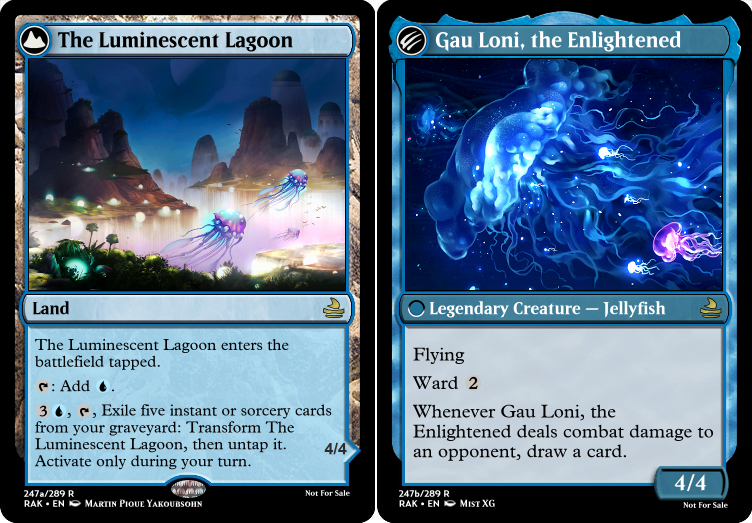 The Luminescent Lagoon
Land
The Luminescent Lagoon enters the
battlefield tapped.
: Add .
3 , , Exile five instant or sorcery cards
from your graveyard: Transform The
Luminescent Lagoon, then untap it.
Activate only during your turn.
4/4
247a/289 R
RAK • EN Martin Pioue Yakoubsohn
Not For Sale
Gau Loni, the Enlightened
Legendary Creature — Jellyfish
Flying
Ward 2
Whenever Gau Loni, the
Enlightened deals combat damage to
an opponent, draw a card.
4/4
247b/289 R
RAK • EN Mist XG
Not For Sale